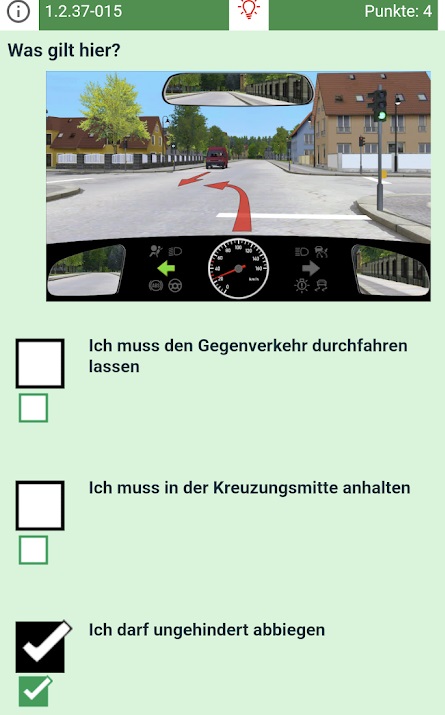 1.2.37-015 Punkte: 4
Was gilt hier?
Ich muss den Gegenverkehr durchfahren
lassen
Ich muss in der Kreuzungsmitte anhalten
Ich darf ungehindert abbiegen